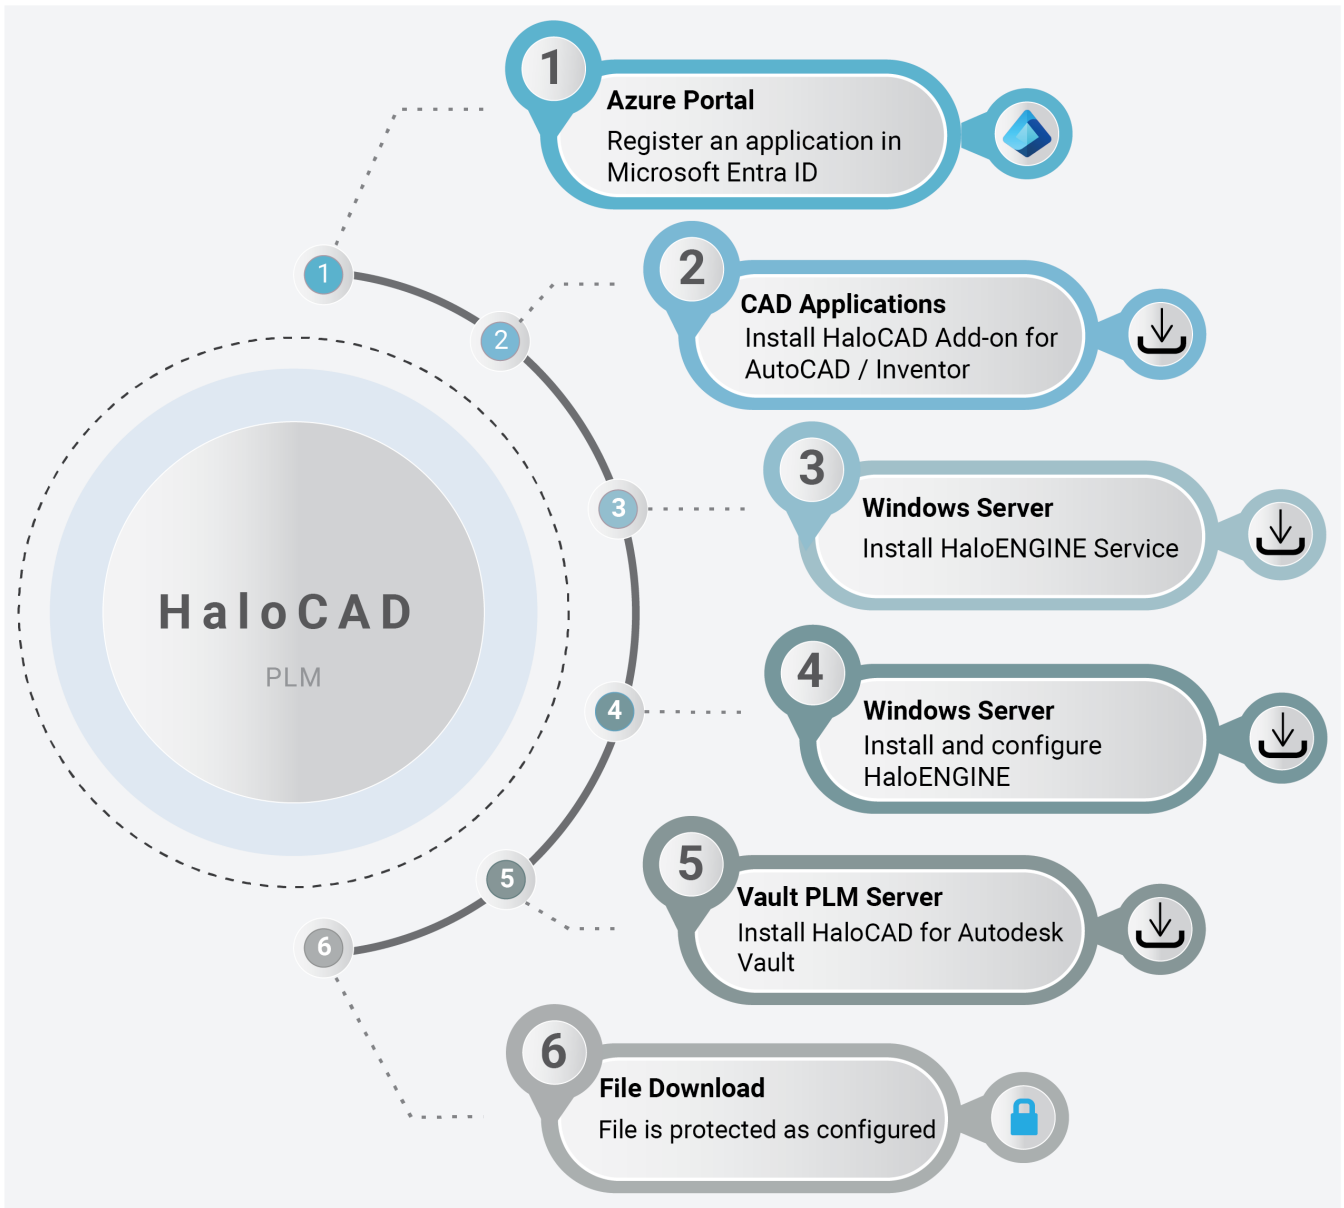 1
Azure Portal
Register an application in
Microsoft Entra ID
1
2
CAD Applications
Install HaloCAD Add-on for
AutoCAD / Inventor
2
3
Windows Server
Install HaloENGINE Service
3
HaloCAD
PLM
4
Windows Server
Install and configure
HaloENGINE
4
5
Vault PLM Server
Install HaloCAD for Autodesk
Vault
5
6
6
File Download
File is protected as configured